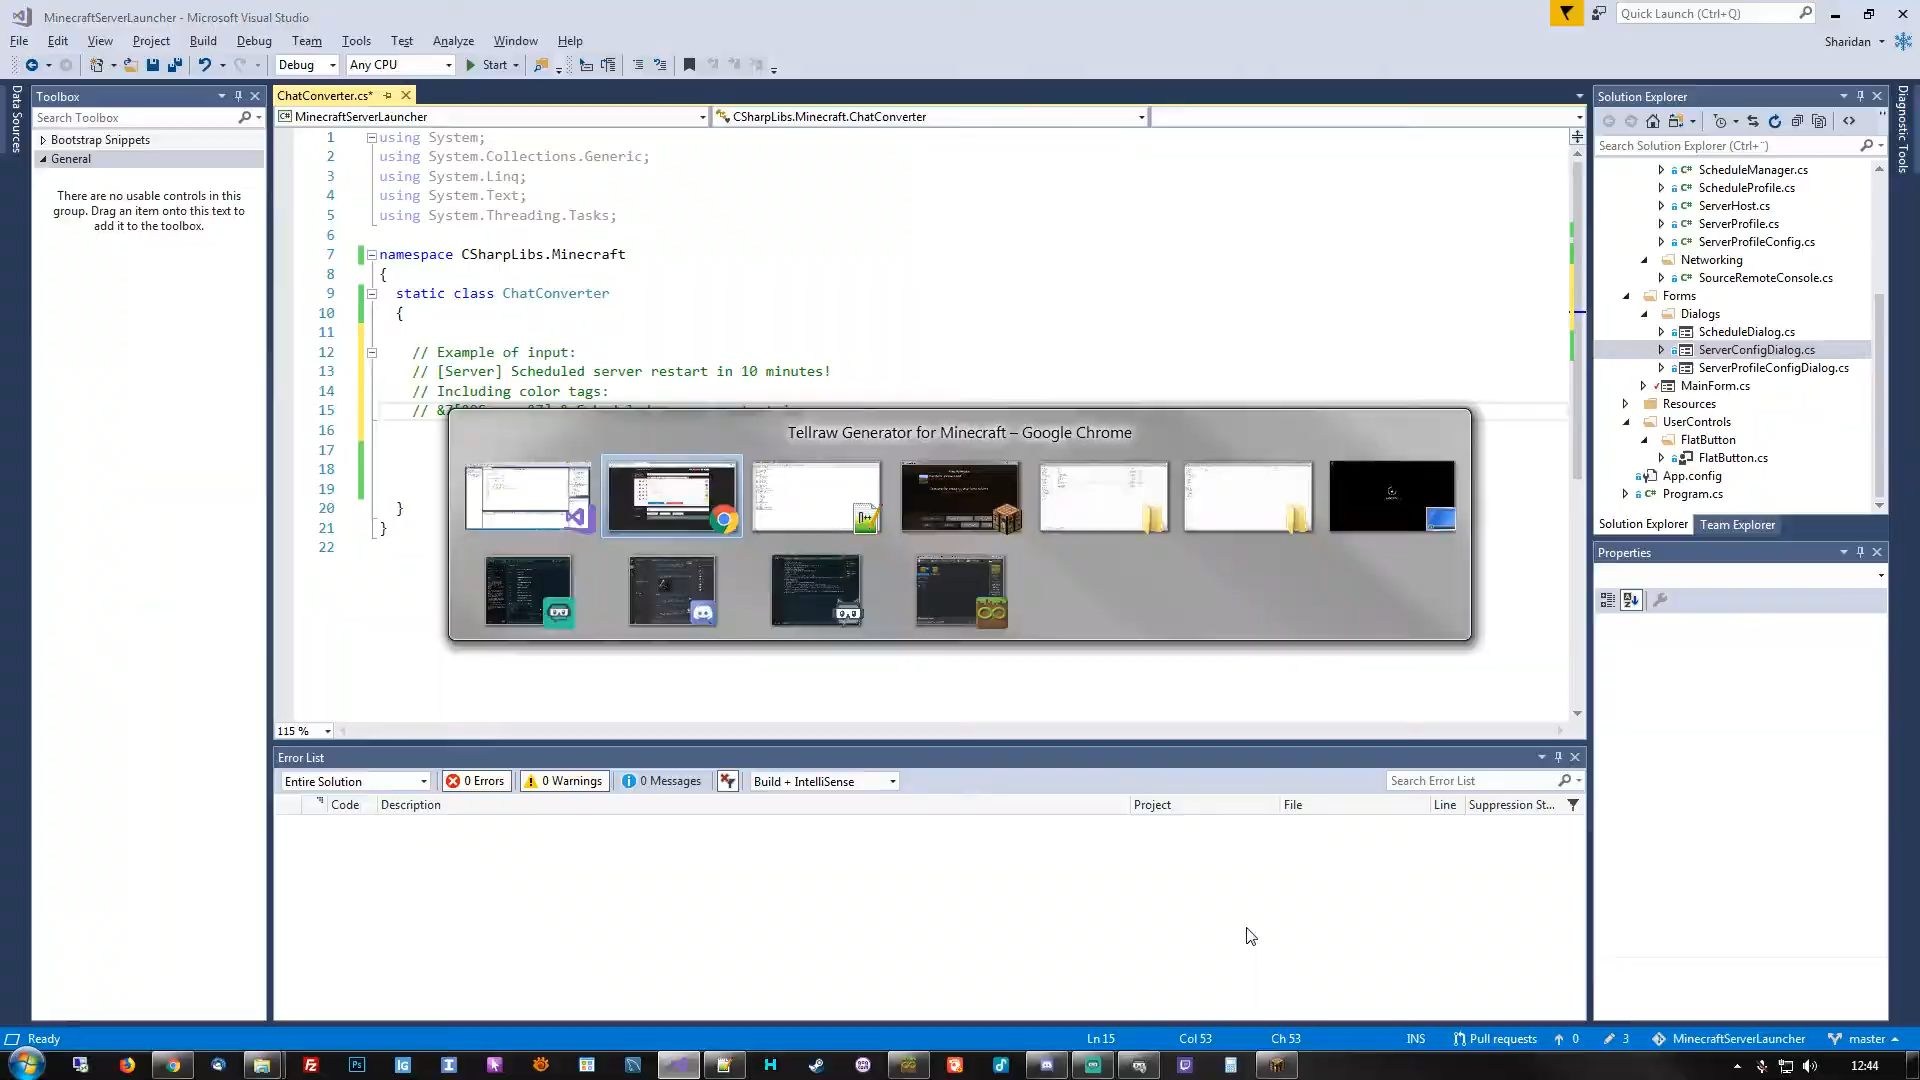 MinecraftServerLauncher - Microsoft Visual Studio
Quick Launch (Ctrl+Q)
File Edit View Project Build Debug Team Tools Test Analyze Window Help
Sharidan
Debug Any CPU Start
Data Sources
Toolbox
Search Toolbox
Bootstrap Snippets
General
There are no usable controls in this
group. Drag an item onto this text to
add it to the toolbox.
ChatConverter.cs*
MinecraftServerLauncher
CSharpLibs.Minecraft.ChatConverter
1 using System;
2 using System.Collections.Generic;
3 using System.Linq;
4 using System.Text;
5 using System.Threading.Tasks;
6
7 namespace CSharpLibs.Minecraft
8 {
9 static class ChatConverter
10 {
11
12 // Example of input:
13 // [Server] Scheduled server restart in 10 minutes!
14 // Including color tags:
15 //
16
17
18
19
20 }
21 }
22
Tellraw Generator for Minecraft – Google Chrome
115 %
Error List
Entire Solution 0 Errors 0 Warnings 0 Messages Build + IntelliSense Search Error List
Code Description Project File Line Suppression St...
Solution Explorer
Search Solution Explorer (Ctrl+¨)
ScheduleManager.cs
ScheduleProfile.cs
ServerHost.cs
ServerProfile.cs
ServerProfileConfig.cs
Networking
SourceRemoteConsole.cs
Forms
Dialogs
ScheduleDialog.cs
ServerConfigDialog.cs
ServerProfileConfigDialog.cs
MainForm.cs
Resources
UserControls
FlatButton
FlatButton.cs
App.config
Program.cs
Solution Explorer Team Explorer
Properties
Diagnostic Tools
Ready Ln 15 Col 53 Ch 53 INS Pull requests 0 3 MinecraftServerLauncher master
12:44